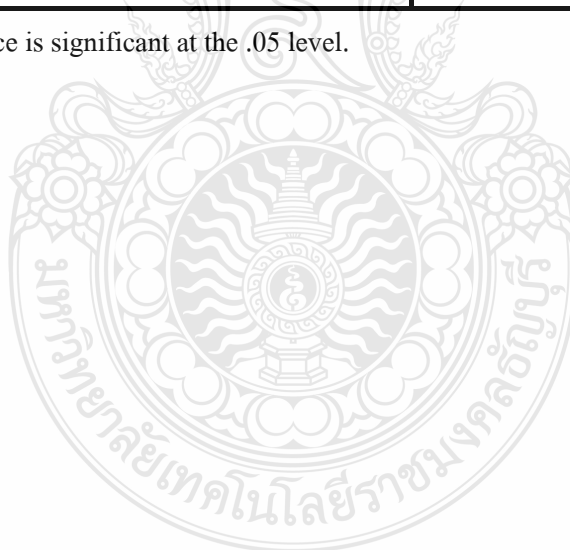 ce is significant at the .05 level.
มหาวิทยาลัยเทคโนโลยีราชมงคลธัญบุรี